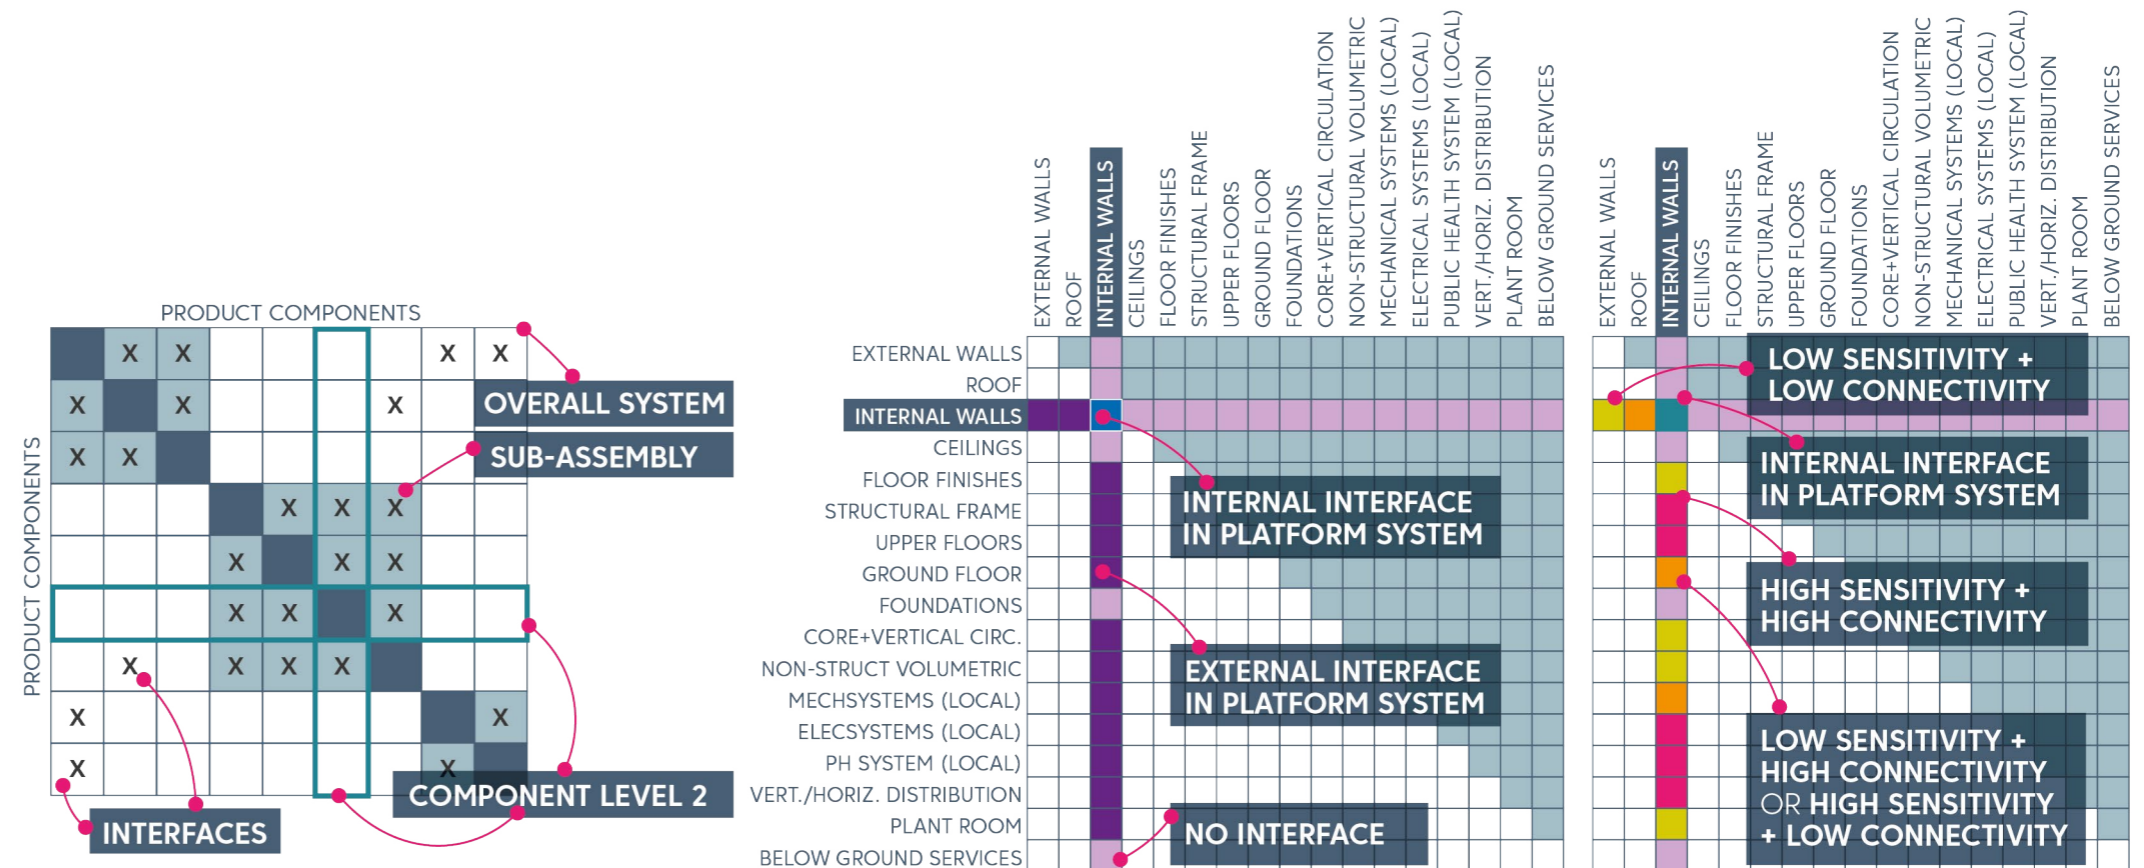 PRODUCT COMPONENTS
PRODUCT COMPONENTS
X X X X
X X X
X X
X X X
X X X
X X X
X X X X
X X
X X
OVERALL SYSTEM
SUB-ASSEMBLY
COMPONENT LEVEL 2
INTERFACES
EXTERNAL WALLS
ROOF
INTERNAL WALLS
CEILINGS
FLOOR FINISHES
STRUCTURAL FRAME
UPPER FLOORS
GROUND FLOOR
FOUNDATIONS
CORE+VERTICAL CIRCULATION
NON-STRUCTURAL VOLUMETRIC
MECHANICAL SYSTEMS (LOCAL)
ELECTRICAL SYSTEMS (LOCAL)
PUBLIC HEALTH SYSTEM (LOCAL)
VERT./HORIZ. DISTRIBUTION
PLANT ROOM
BELOW GROUND SERVICES
EXTERNAL WALLS
ROOF
INTERNAL WALLS
CEILINGS
FLOOR FINISHES
STRUCTURAL FRAME
UPPER FLOORS
GROUND FLOOR
FOUNDATIONS
CORE+VERTICAL CIRC.
NON-STRUCT VOLUMETRIC
MECHSYSTEMS (LOCAL)
ELECSYSTEMS (LOCAL)
PH SYSTEM (LOCAL)
VERT./HORIZ. DISTRIBUTION
PLANT ROOM
BELOW GROUND SERVICES
INTERNAL INTERFACE
IN PLATFORM SYSTEM
EXTERNAL INTERFACE
IN PLATFORM SYSTEM
NO INTERFACE
EXTERNAL WALLS
ROOF
INTERNAL WALLS
CEILINGS
FLOOR FINISHES
STRUCTURAL FRAME
UPPER FLOORS
GROUND FLOOR
FOUNDATIONS
CORE+VERTICAL CIRCULATION
NON-STRUCTURAL VOLUMETRIC
MECHANICAL SYSTEMS (LOCAL)
ELECTRICAL SYSTEMS (LOCAL)
PUBLIC HEALTH SYSTEM (LOCAL)
VERT./HORIZ. DISTRIBUTION
PLANT ROOM
BELOW GROUND SERVICES
LOW SENSITIVITY +
LOW CONNECTIVITY
INTERNAL INTERFACE
IN PLATFORM SYSTEM
HIGH SENSITIVITY +
HIGH CONNECTIVITY
LOW SENSITIVITY +
HIGH CONNECTIVITY
OR HIGH SENSITIVITY
+ LOW CONNECTIVITY